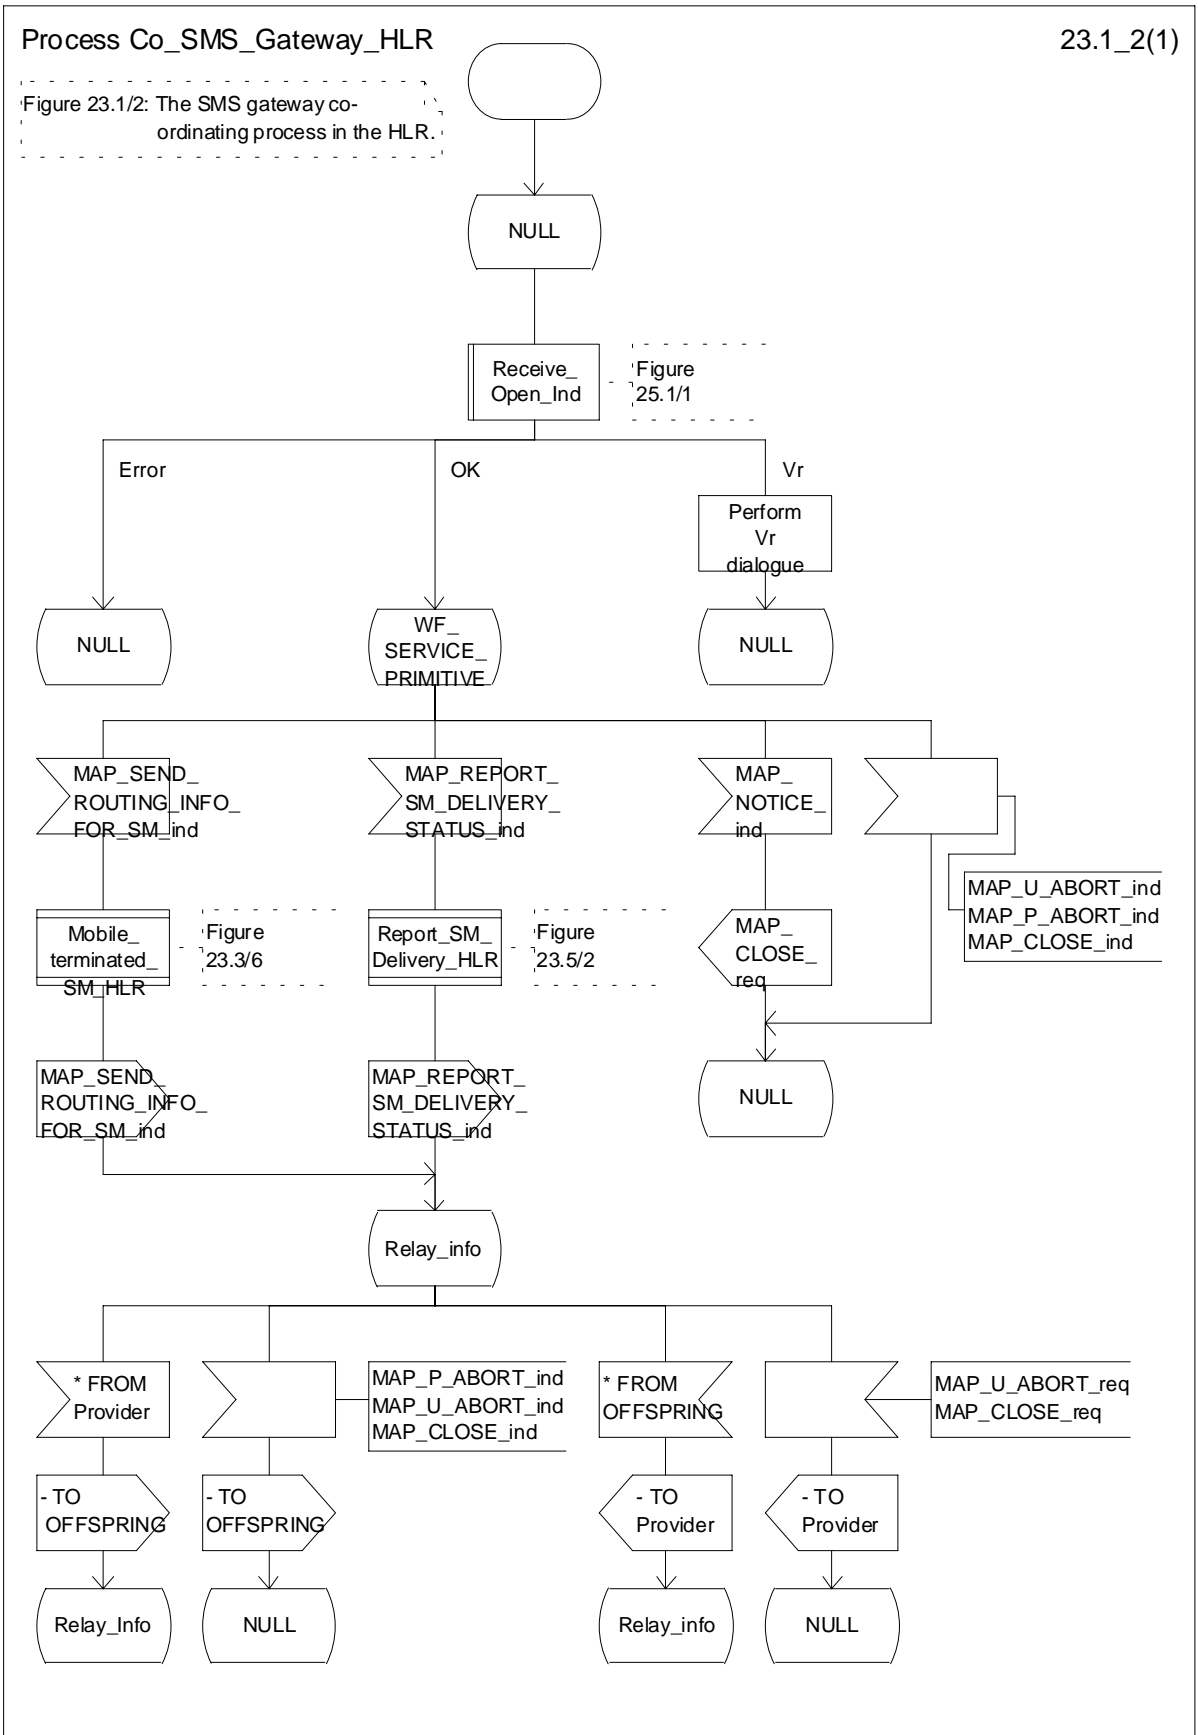 Process Co_SMS_Gateway_HLR
23.1_2(1)
Figure 23.1/2: The SMS gateway co-
ordinating process in the HLR.
NULL
Receive_
Open_Ind
Figure
25.1/1
Error
OK
Vr
Perform
Vr
dialogue
NULL
WF_
SERVICE_
PRIMITIVE
NULL
MAP_SEND_
ROUTING_INFO_
FOR_SM_ind
MAP_REPORT_
SM_DELIVERY_
STATUS_ind
MAP_
NOTICE_
ind
MAP_U_ABORT_ind
MAP_P_ABORT_ind
MAP_CLOSE_ind
Mobile_
terminated_
SM_HLR
Figure
23.3/6
Report_SM_
Delivery_HLR
Figure
23.5/2
MAP_
CLOSE_
req
MAP_SEND_
ROUTING_INFO_
FOR_SM_ind
MAP_REPORT_
SM_DELIVERY_
STATUS_ind
NULL
Relay_info
* FROM
Provider
MAP_P_ABORT_ind
MAP_U_ABORT_ind
MAP_CLOSE_ind
* FROM
OFFSPRING
MAP_U_ABORT_req
MAP_CLOSE_req
- TO
OFFSPRING
- TO
OFFSPRING
- TO
Provider
- TO
Provider
Relay_Info
NULL
Relay_info
NULL